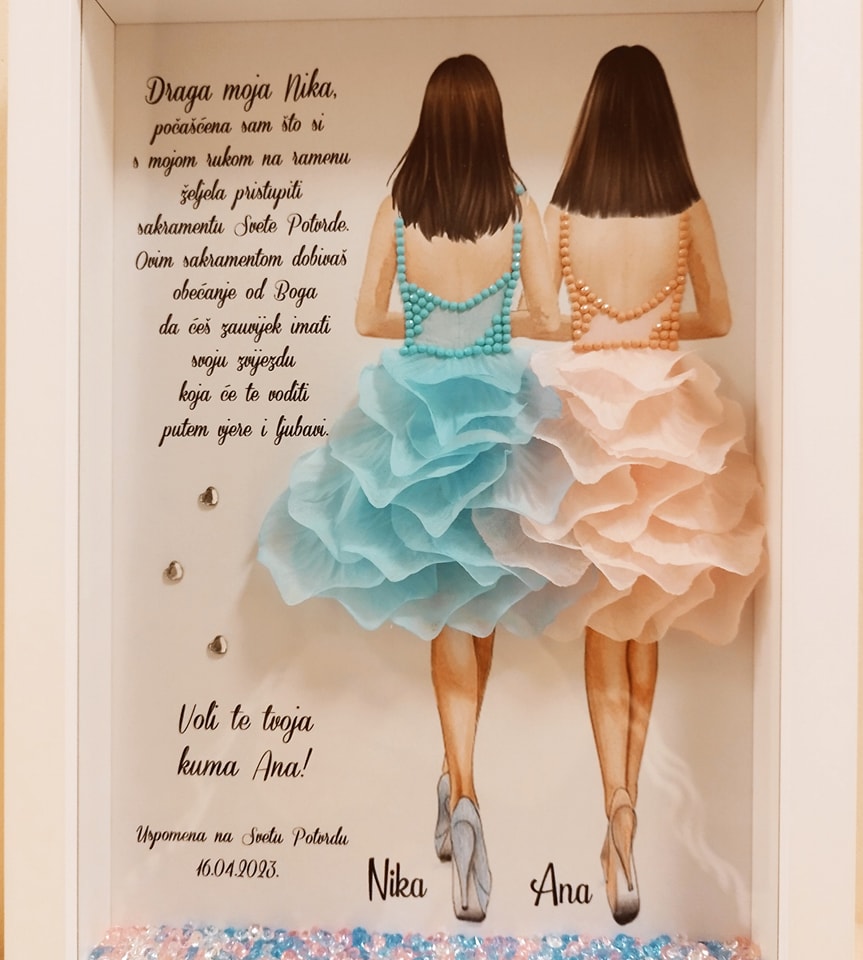 Draga moja Nika,
počašćena sam što si
s mojom rukom na ramenu
željela pristupiti
sakramentu Svete Potvrde.
Ovim sakramentom dobivaš
obećanje od Boga
da ćeš zauvijek imati
svoju zvijezdu
koja će te voditi
putem vjere i ljubavi.
Voli te tvoja
kuma Ana!
Uspomena na Svetu Potvrdu
16.04.2023.
Nika
Ana